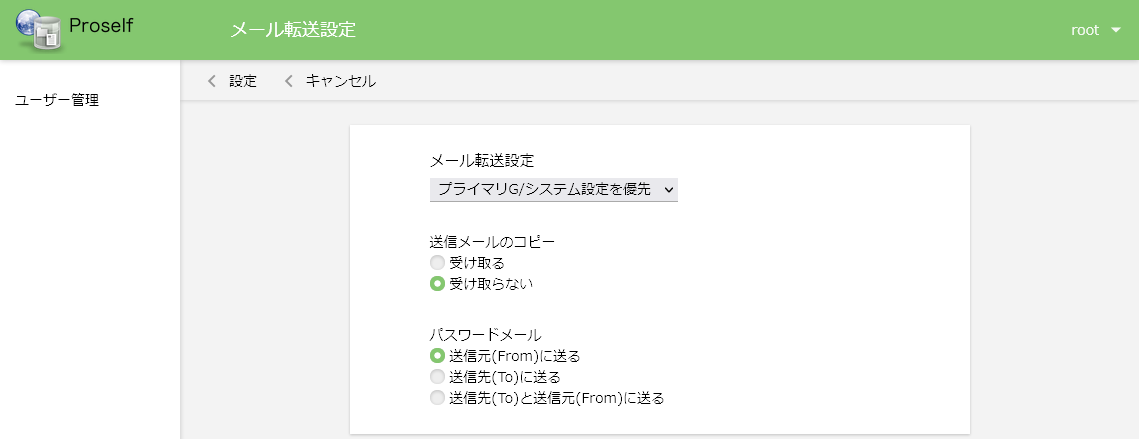 Proself
メール転送設定
root
設定
キャンセル
ユーザー管理
メール転送設定
プライマリG/システム設定を優先
送信メールのコピー
受け取る
受け取らない
パスワードメール
送信元(From)に送る
送信先(To)に送る
送信先(To)と送信元(From)に送る